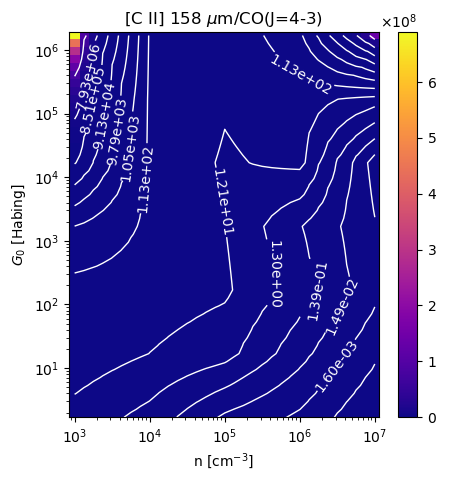 [C II] 158 μm/CO(J=4-3)
×10⁸
G₀ [Habing]
10⁶
10⁵
10⁴
10³
10²
10¹
7.93e+06
8.51e+05
9.13e+04
9.79e+03
1.05e+03
1.13e+02
1.13e+02
1.21e+01
1.30e+00
1.39e-01
1.49e-02
1.60e-03
6
5
4
3
2
1
0
10³ 10⁴ 10⁵ 10⁶ 10⁷
n [cm⁻³]